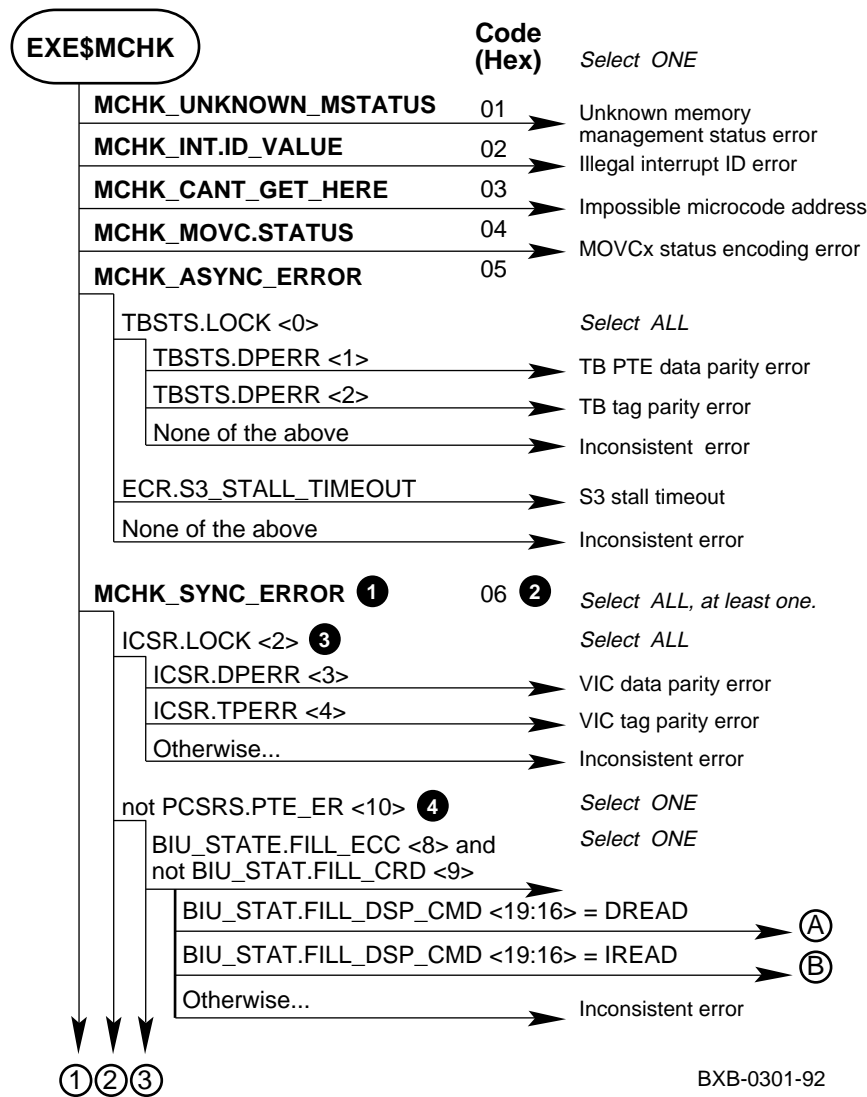 EXE$MCHK
Code
(Hex)
Select ONE
MCHK_UNKNOWN_MSTATUS 01 Unknown memory
management status error
MCHK_INT.ID_VALUE 02 Illegal interrupt ID error
MCHK_CANT_GET_HERE 03 Impossible microcode address
MCHK_MOVC.STATUS 04 MOVCx status encoding error
MCHK_ASYNC_ERROR 05
TBSTS.LOCK <0> Select ALL
TBSTS.DPERR <1> TB PTE data parity error
TBSTS.DPERR <2> TB tag parity error
None of the above Inconsistent error
ECR.S3_STALL_TIMEOUT S3 stall timeout
None of the above Inconsistent error
MCHK_SYNC_ERROR 1 06 2 Select ALL, at least one.
ICSR.LOCK <2> 3 Select ALL
ICSR.DPERR <3> VIC data parity error
ICSR.TPERR <4> VIC tag parity error
Otherwise... Inconsistent error
not PCSRS.PTE_ER <10> 4 Select ONE
BIU_STATE.FILL_ECC <8> and Select ONE
not BIU_STAT.FILL_CRD <9>
BIU_STAT.FILL_DSP_CMD <19:16> = DREAD A
BIU_STAT.FILL_DSP_CMD <19:16> = IREAD B
Otherwise... Inconsistent error
1 2 3
BXB-0301-92